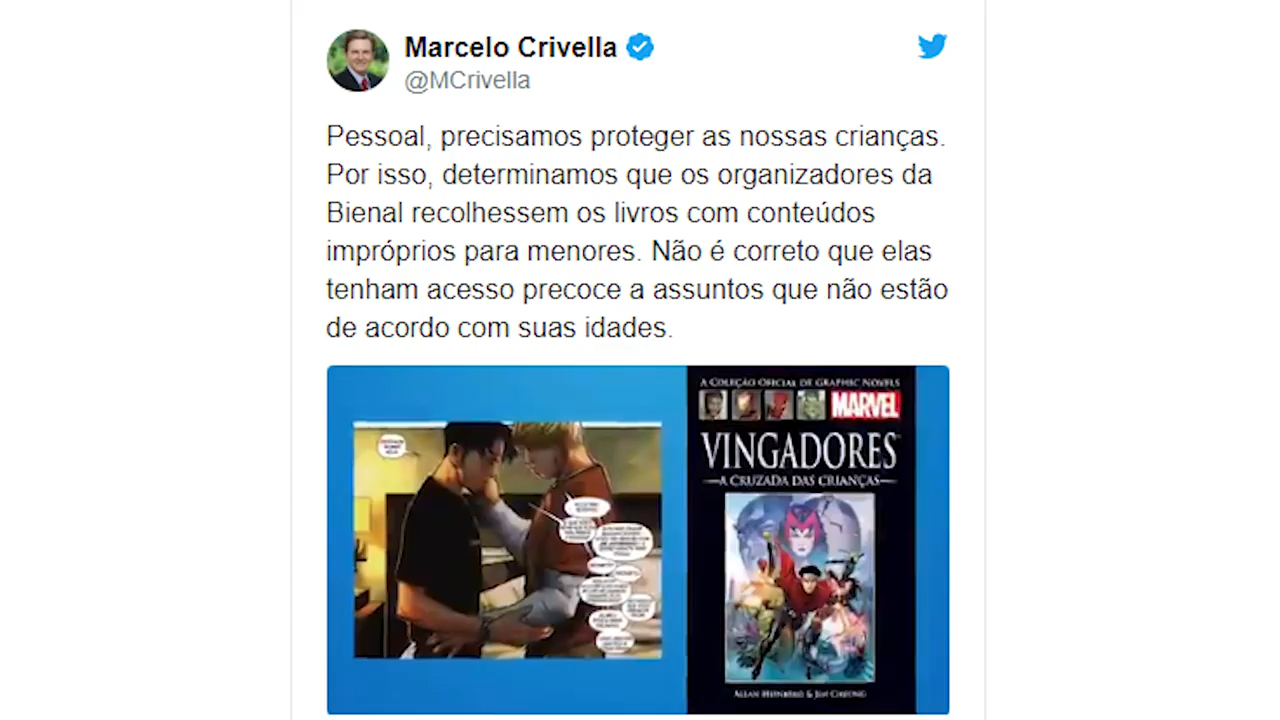 Marcelo Crivella
@MCrivella
Pessoal, precisamos proteger as nossas crianças.
Por isso, determinamos que os organizadores da
Bienal recolhessem os livros com conteúdos
impróprios para menores. Não é correto que elas
tenham acesso precoce a assuntos que não estão
de acordo com suas idades.
A COLEÇÃO OFICIAL DE GRAPHIC NOVELS
MARVEL
VINGADORES
A CRUZADA DAS CRIANÇAS
ALLAN HEINBERG & JIM CHEUNG